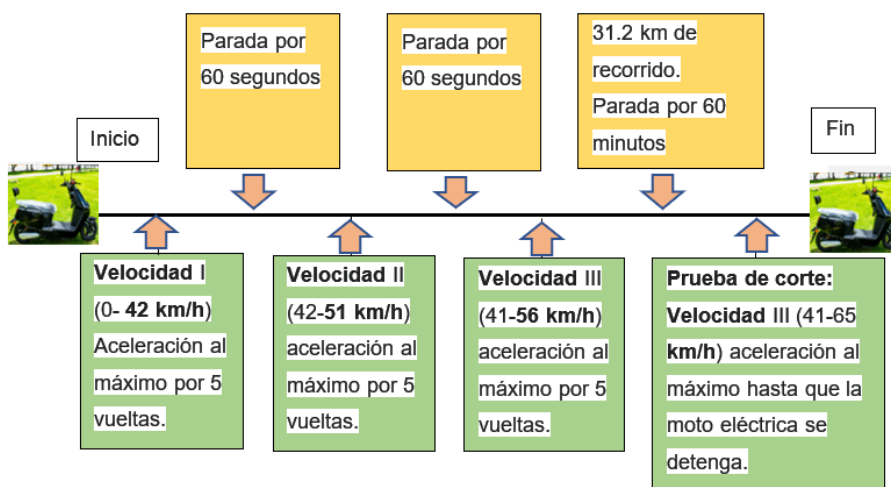 Parada por
60 segundos
Parada por
60 segundos
31.2 km de
recorrido.
Parada por 60
minutos
Inicio
Fin
Velocidad I
(0- 42 km/h)
Aceleración al
máximo por 5
vueltas.
Velocidad II
(42-51 km/h)
aceleración al
máximo por 5
vueltas.
Velocidad III
(41-56 km/h)
aceleración al
máximo por 5
vueltas.
Prueba de corte:
Velocidad III (41-65
km/h) aceleración al
máximo hasta que la
moto eléctrica se
detenga.